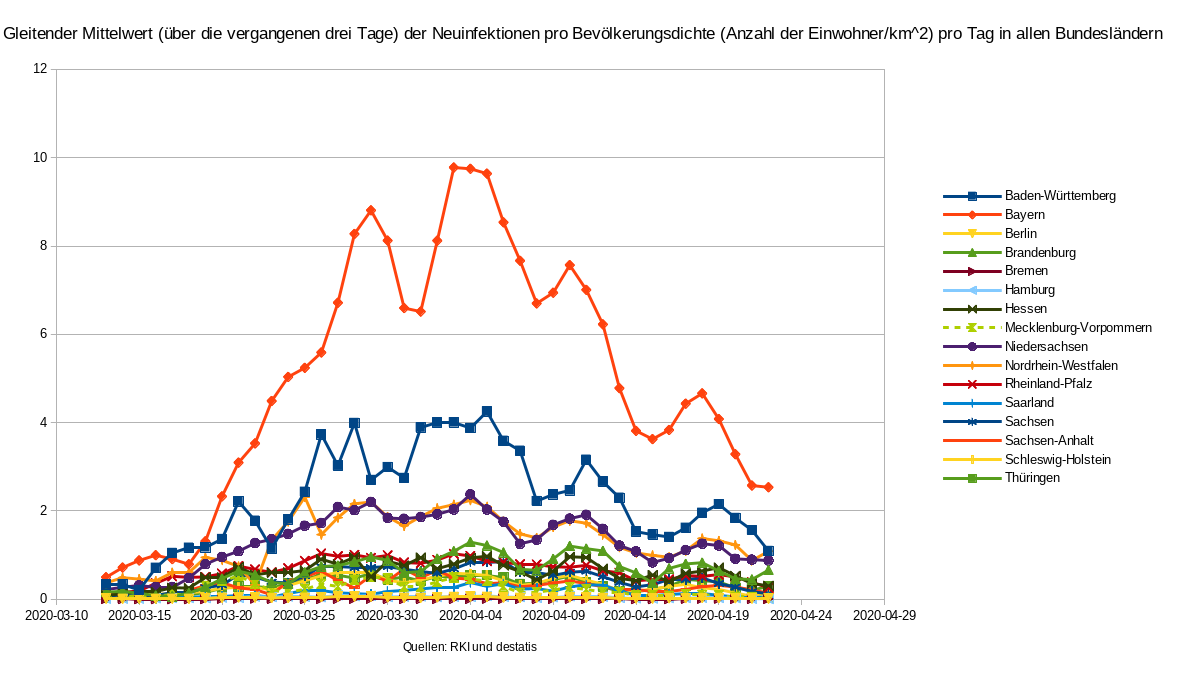 Gleitender Mittelwert (über die vergangenen drei Tage) der Neuinfektionen pro Bevölkerungsdichte (Anzahl der Einwohner/km^2) pro Tag in allen Bundesländern
12
10
8
6
4
2
0
2020-03-10 2020-03-15 2020-03-20 2020-03-25 2020-03-30 2020-04-04 2020-04-09 2020-04-14 2020-04-19 2020-04-24 2020-04-29
Quellen: RKI und destatis
Baden-Württemberg
Bayern
Berlin
Brandenburg
Bremen
Hamburg
Hessen
Mecklenburg-Vorpommern
Niedersachsen
Nordrhein-Westfalen
Rheinland-Pfalz
Saarland
Sachsen
Sachsen-Anhalt
Schleswig-Holstein
Thüringen